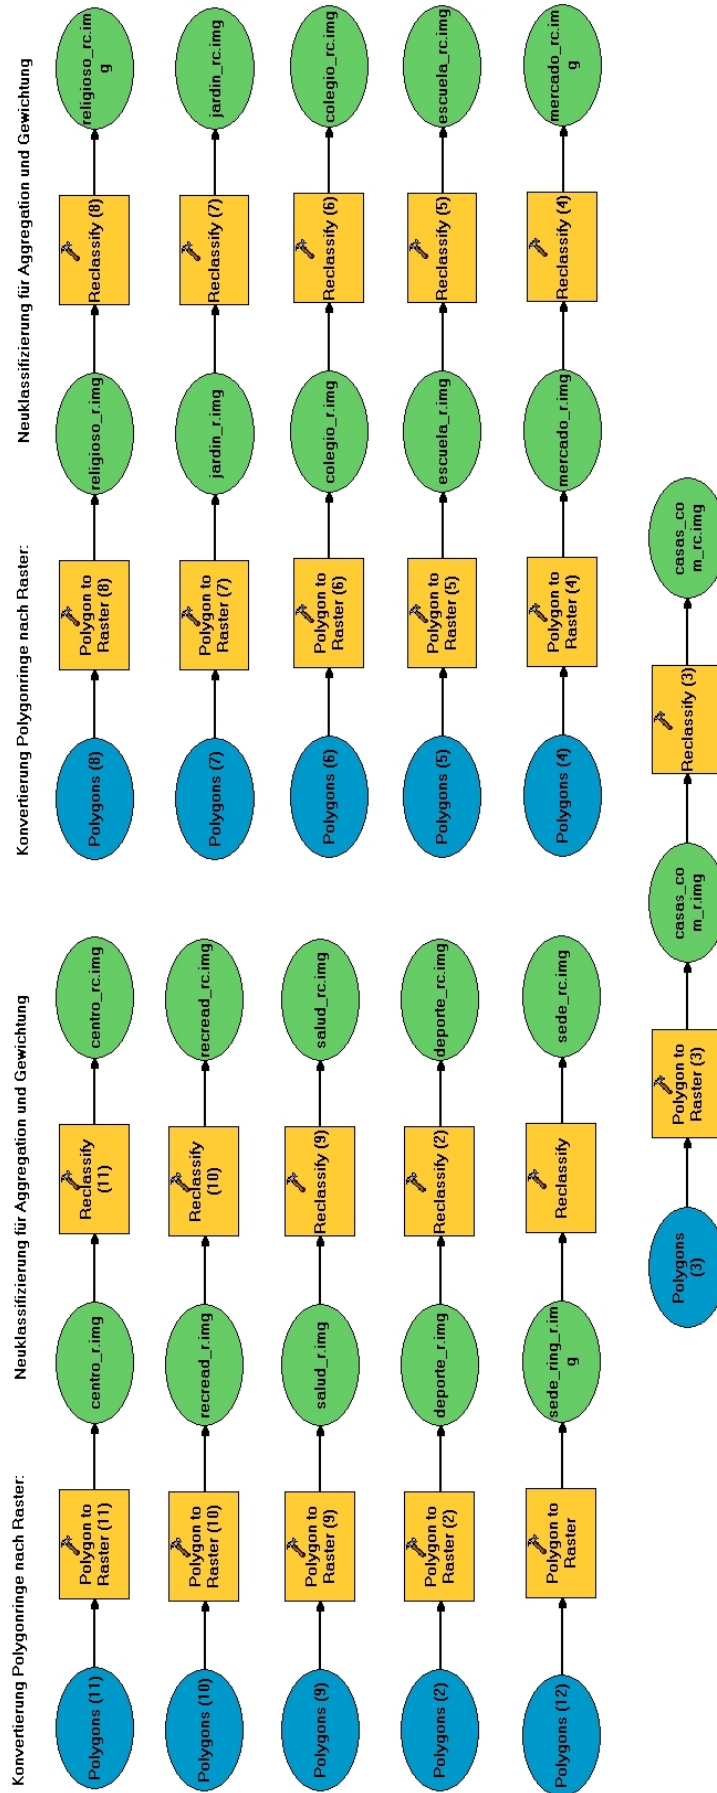 Konvertierung Polygonringe nach Raster:
Neuklassifizierung für Aggregation und Gewichtung
Polygons (11)
Polygon to
Raster (11)
centro_r.img
Reclassify
(11)
centro_rc.img
Polygons (10)
Polygon to
Raster (10)
recread_r.img
Reclassify
(10)
recread_rc.img
Polygons (9)
Polygon to
Raster (9)
salud_r.img
Reclassify (9)
salud_rc.img
Polygons (2)
Polygon to
Raster (2)
deporte_r.img
Reclassify (2)
deporte_rc.img
Polygons (12)
Polygon to
Raster
sede_ring_r.im
g
Reclassify
sede_rc.img
Konvertierung Polygonringe nach Raster:
Neuklassifizierung für Aggregation und Gewichtung
Polygons (8)
Polygon to
Raster (8)
religioso_r.img
Reclassify (8)
religioso_rc.im
g
Polygons (7)
Polygon to
Raster (7)
jardin_r.img
Reclassify (7)
jardin_rc.img
Polygons (6)
Polygon to
Raster (6)
colegio_r.img
Reclassify (6)
colegio_rc.img
Polygons (5)
Polygon to
Raster (5)
escuela_r.img
Reclassify (5)
escuela_rc.img
Polygons (4)
Polygon to
Raster (4)
mercado_r.img
Reclassify (4)
mercado_rc.im
g
Polygons
(3)
Polygon to
Raster (3)
casas_co
m_r.img
Reclassify (3)
casas_co
m_rc.img